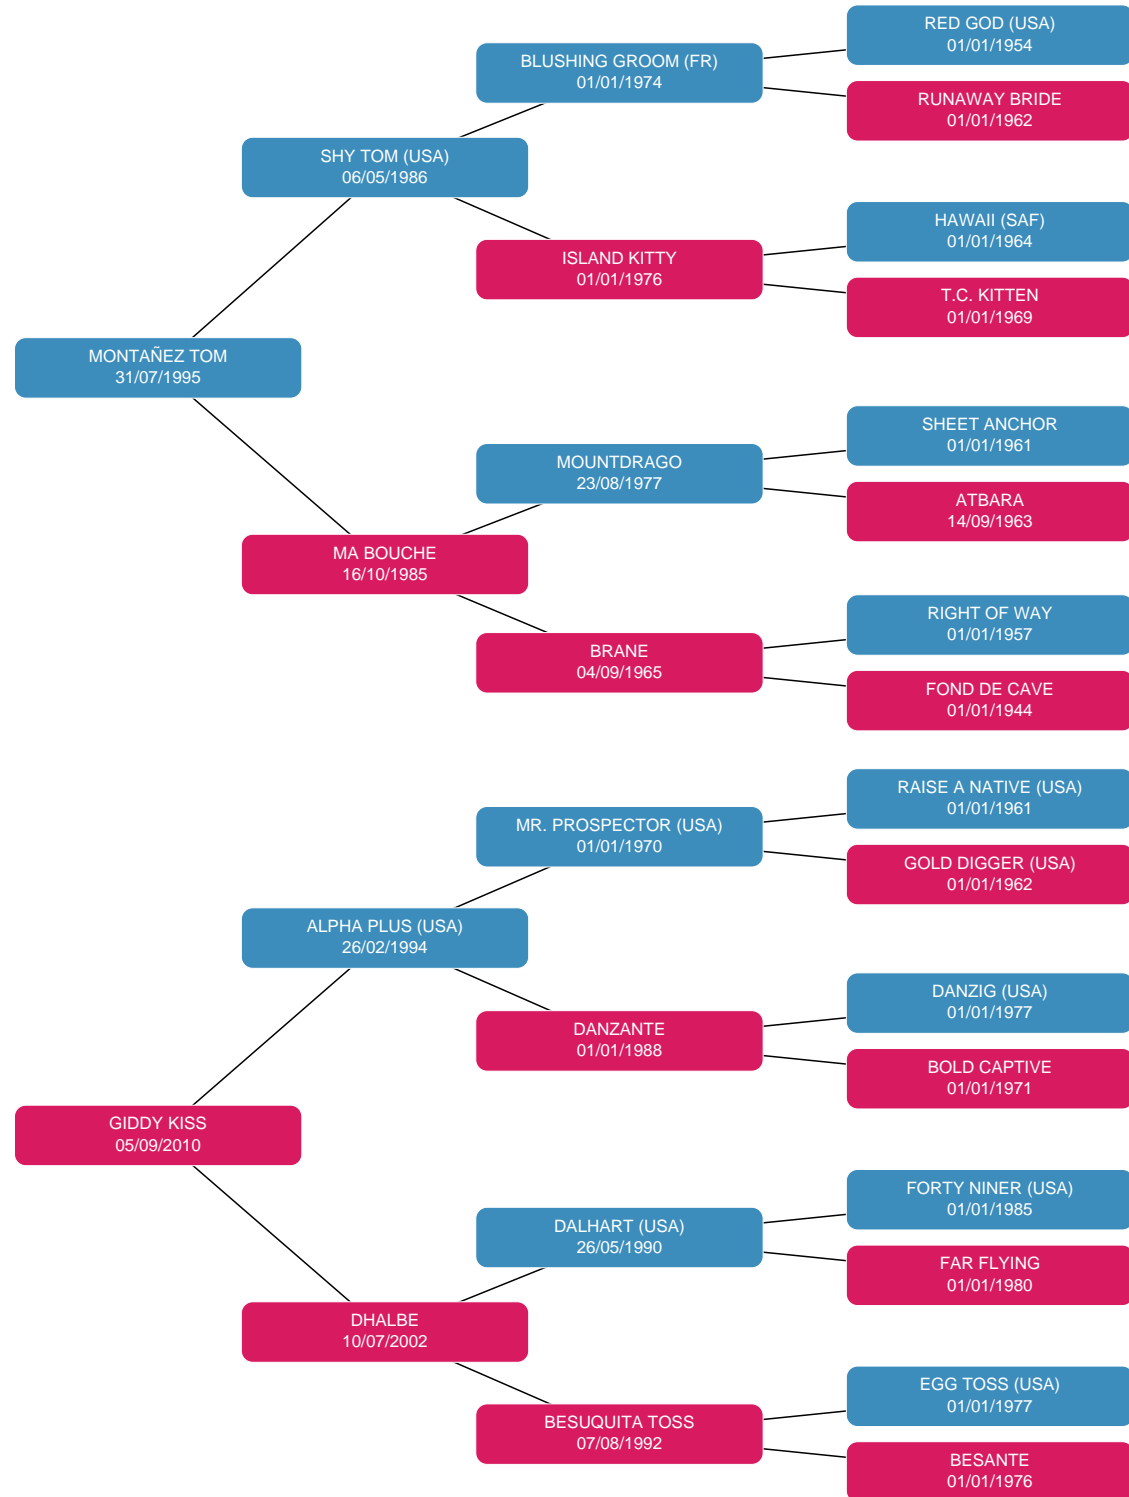 RED GOD (USA)
01/01/1954
BLUSHING GROOM (FR)
01/01/1974
RUNAWAY BRIDE
01/01/1962
SHY TOM (USA)
06/05/1986
HAWAII (SAF)
01/01/1964
ISLAND KITTY
01/01/1976
T.C. KITTEN
01/01/1969
MONTAÑEZ TOM
31/07/1995
SHEET ANCHOR
01/01/1961
MOUNTDRAGO
23/08/1977
ATBARA
14/09/1963
MA BOUCHE
16/10/1985
RIGHT OF WAY
01/01/1957
BRANE
04/09/1965
FOND DE CAVE
01/01/1944
RAISE A NATIVE (USA)
01/01/1961
MR. PROSPECTOR (USA)
01/01/1970
GOLD DIGGER (USA)
01/01/1962
ALPHA PLUS (USA)
26/02/1994
DANZIG (USA)
01/01/1977
DANZANTE
01/01/1988
BOLD CAPTIVE
01/01/1971
GIDDY KISS
05/09/2010
FORTY NINER (USA)
01/01/1985
DALHART (USA)
26/05/1990
FAR FLYING
01/01/1980
DHALBE
10/07/2002
EGG TOSS (USA)
01/01/1977
BESUQUITA TOSS
07/08/1992
BESANTE
01/01/1976